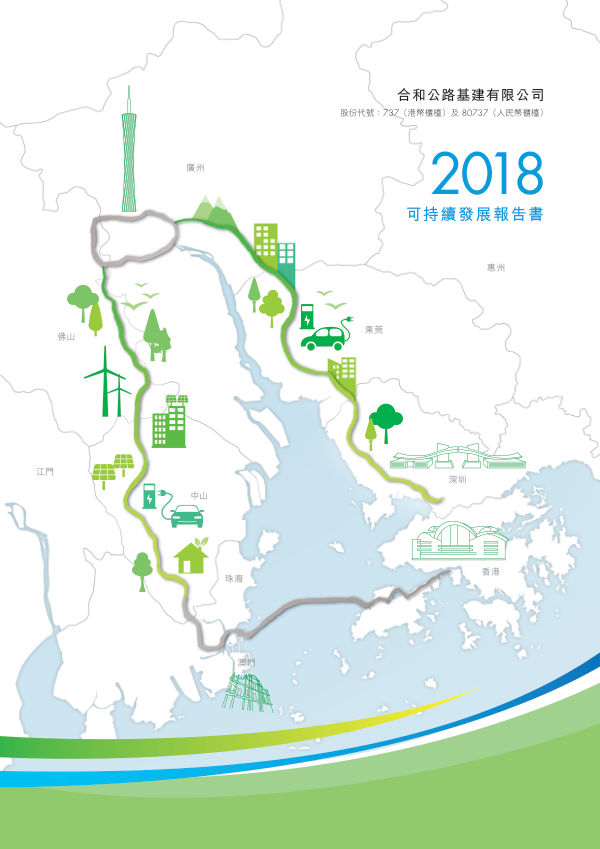 合和公路基建有限公司
股份代號：737（港幣櫃檯）及 80737（人民幣櫃檯）
2018
可持續發展報告書
廣州
惠州
東莞
佛山
江門
深圳
中山
香港
珠海
澳門